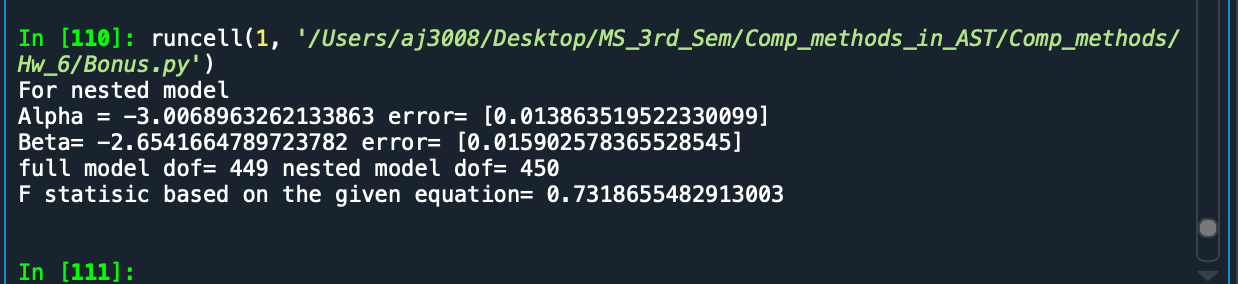 In [110]: runcell(1, '/Users/aj3008/Desktop/MS_3rd_Sem/Comp_methods_in_AST/Comp_methods/
Hw_6/Bonus.py')
For nested model
Alpha = -3.0068963262133863 error= [0.013863519522330099]
Beta= -2.6541664789723782 error= [0.015902578365528545]
full model dof= 449 nested model dof= 450
F statisic based on the given equation= 0.7318655482913003
In [111]: